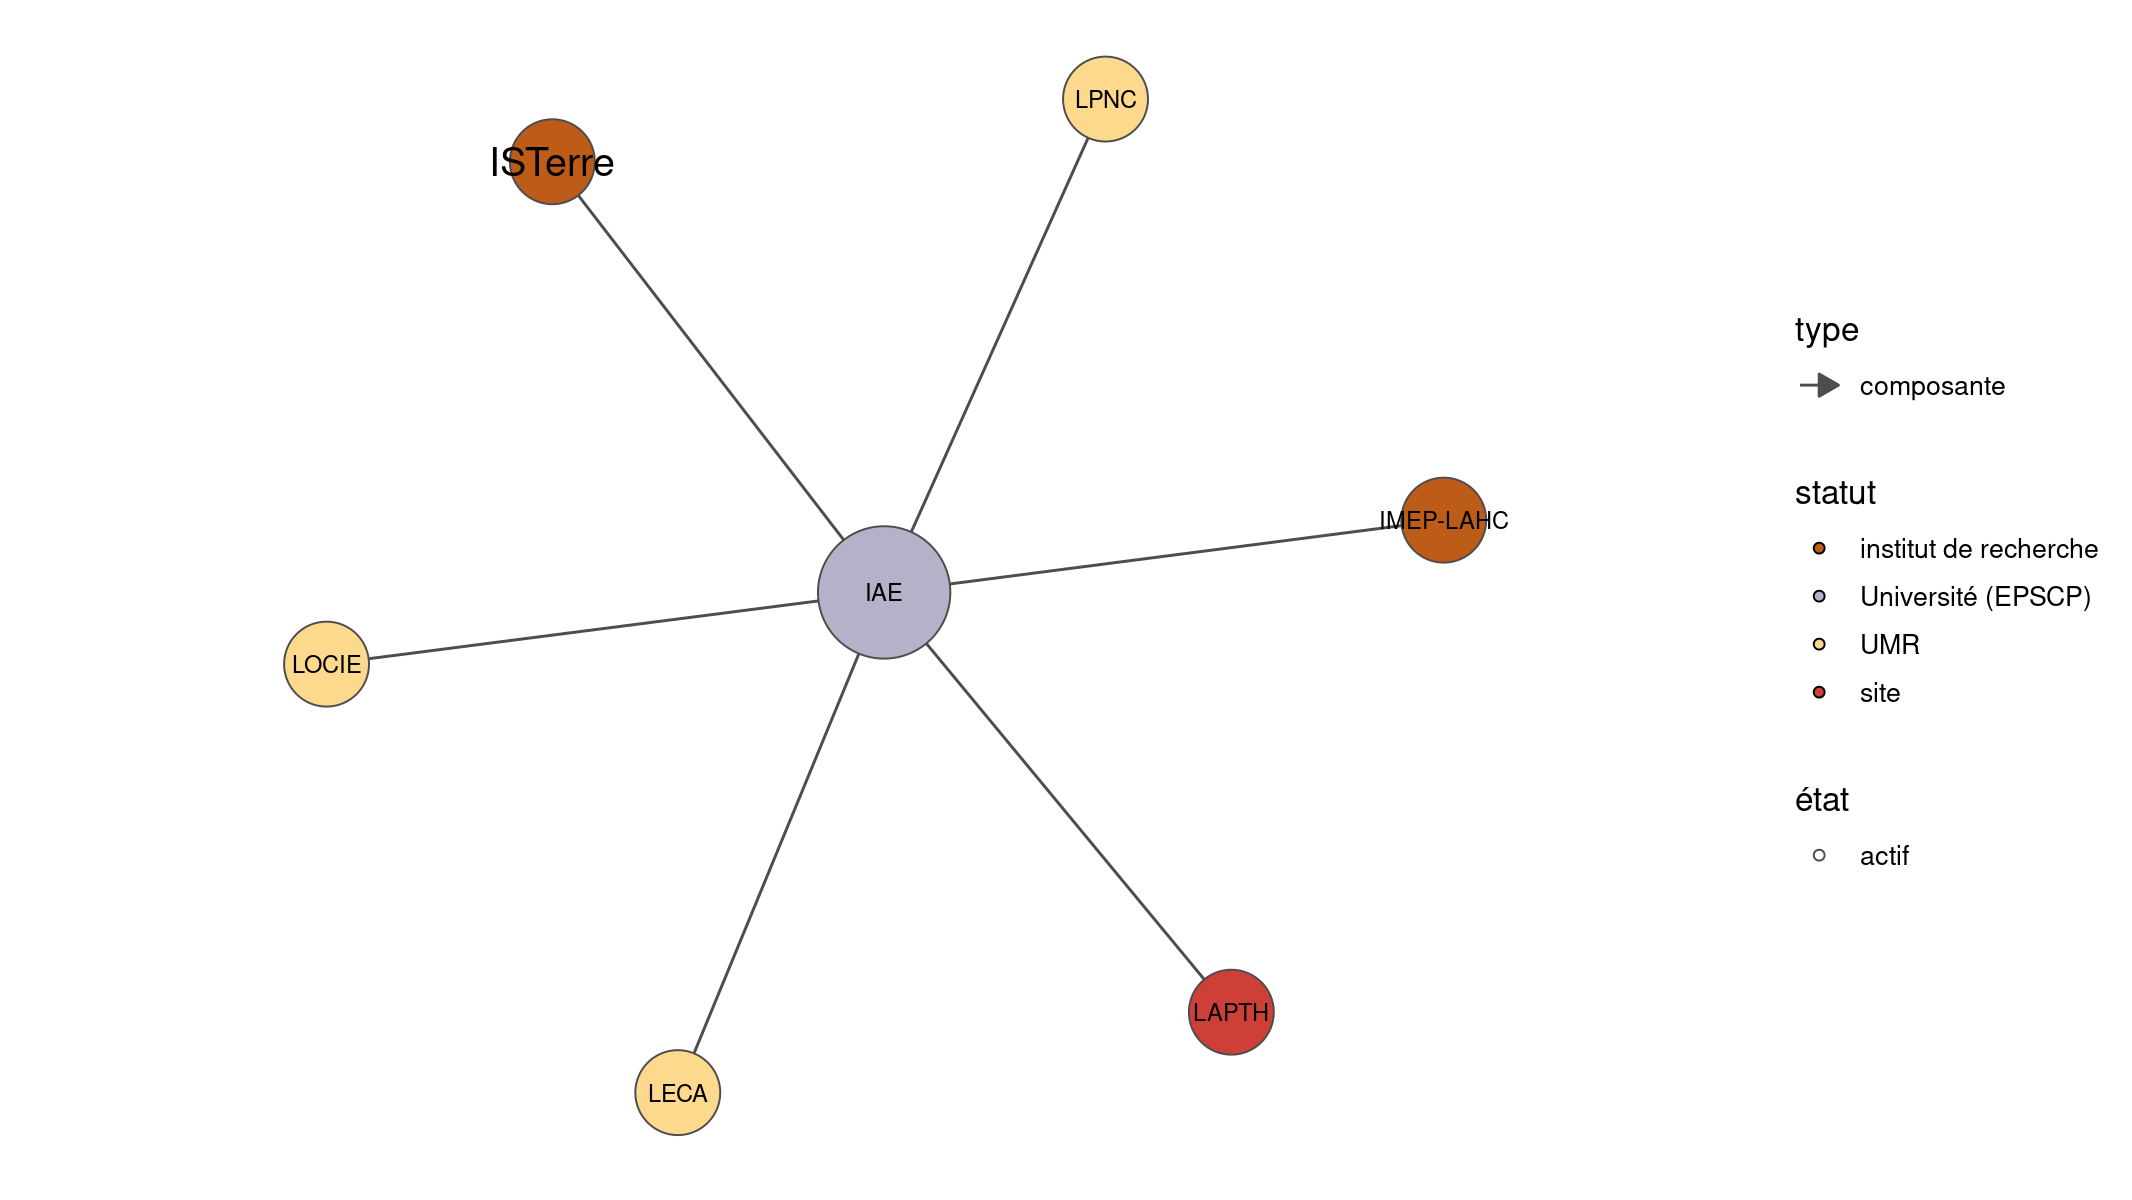 LPNC
ISTerre
IMEP-LAHC
IAE
LOCIE
LAPTH
LECA
type
composante
statut
institut de recherche
Université (EPSCP)
UMR
site
état
actif